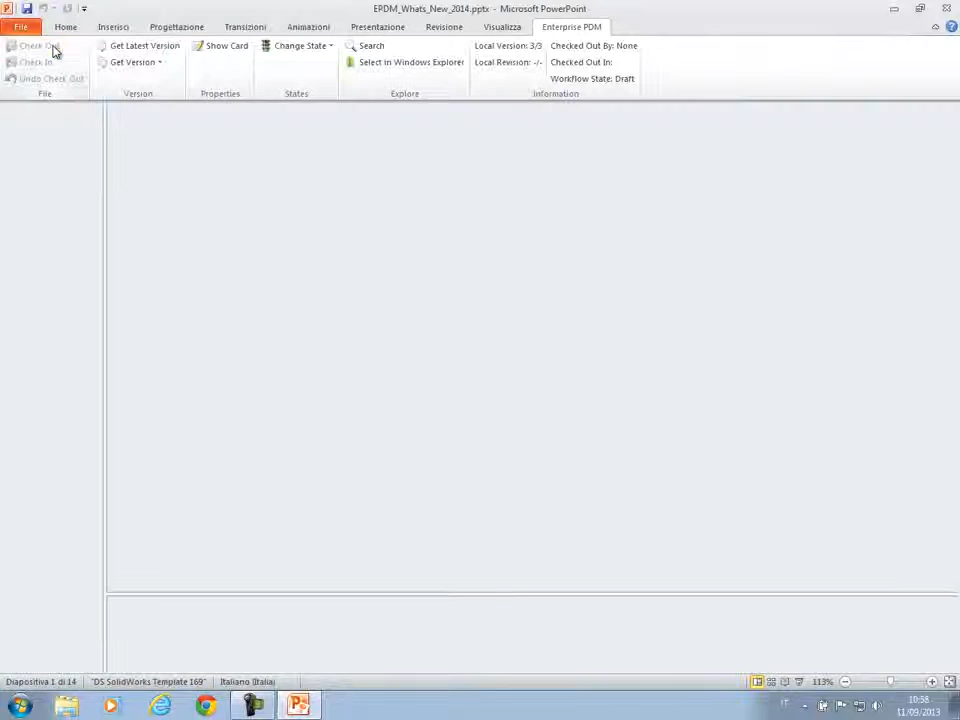 EPDM_Whats_New_2014.pptx - Microsoft PowerPoint
File Home Inserisci Progettazione Transizioni Animazioni Presentazione Revisione Visualizza Enterprise PDM
Check Out Get Latest Version Show Card Change State Search Local Version: 3/3 Checked Out By: None
Check In Get Version Select in Windows Explorer Local Revision: -/- Checked Out In:
Undo Check Out Workflow State: Draft
File Version Properties States Explore Information
Diapositiva 1 di 14 "DS SolidWorks Template 169" Italiano (Italia) 113%
IT 10:58
11/09/2013